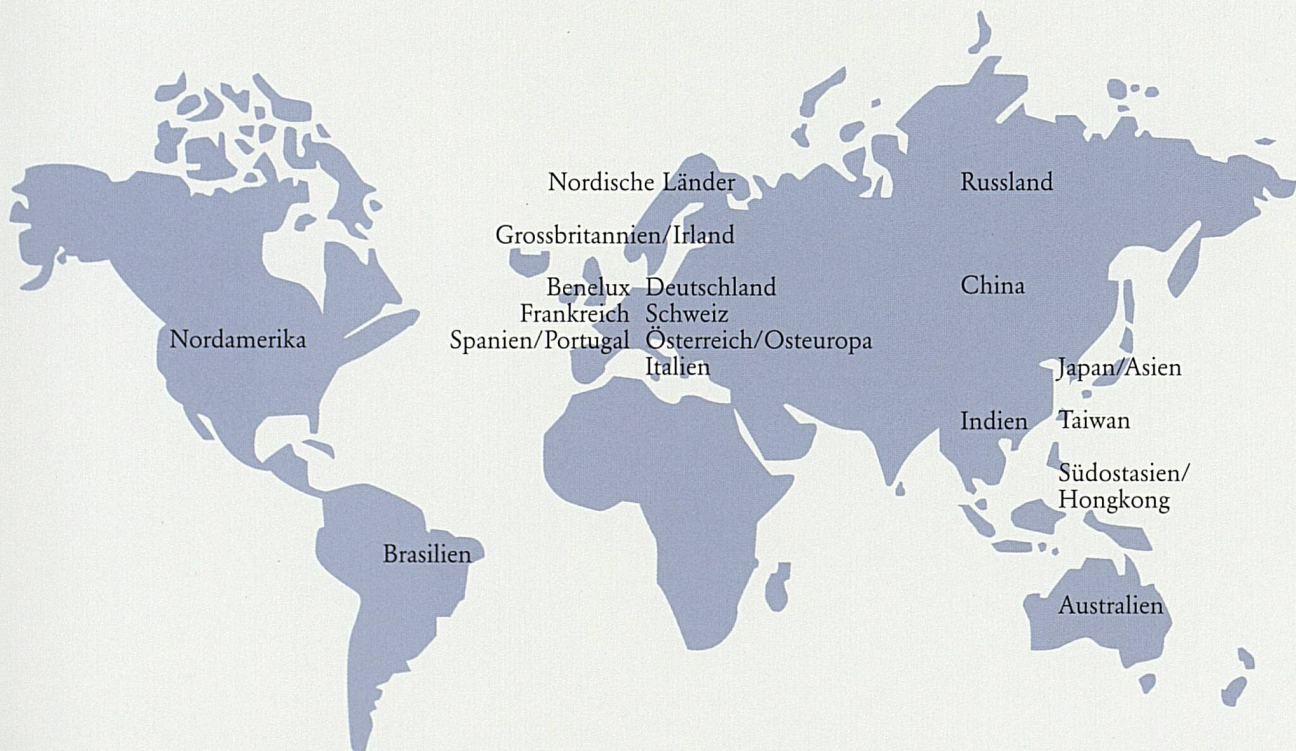 Nordische Länder
Russland
Grossbritannien/Irland
Benelux
Deutschland
China
Frankreich
Schweiz
Nordamerika
Spanien/Portugal
Österreich/Osteuropa
Italien
Japan/Asien
Indien
Taiwan
Südostasien/
Hongkong
Brasilien
Australien